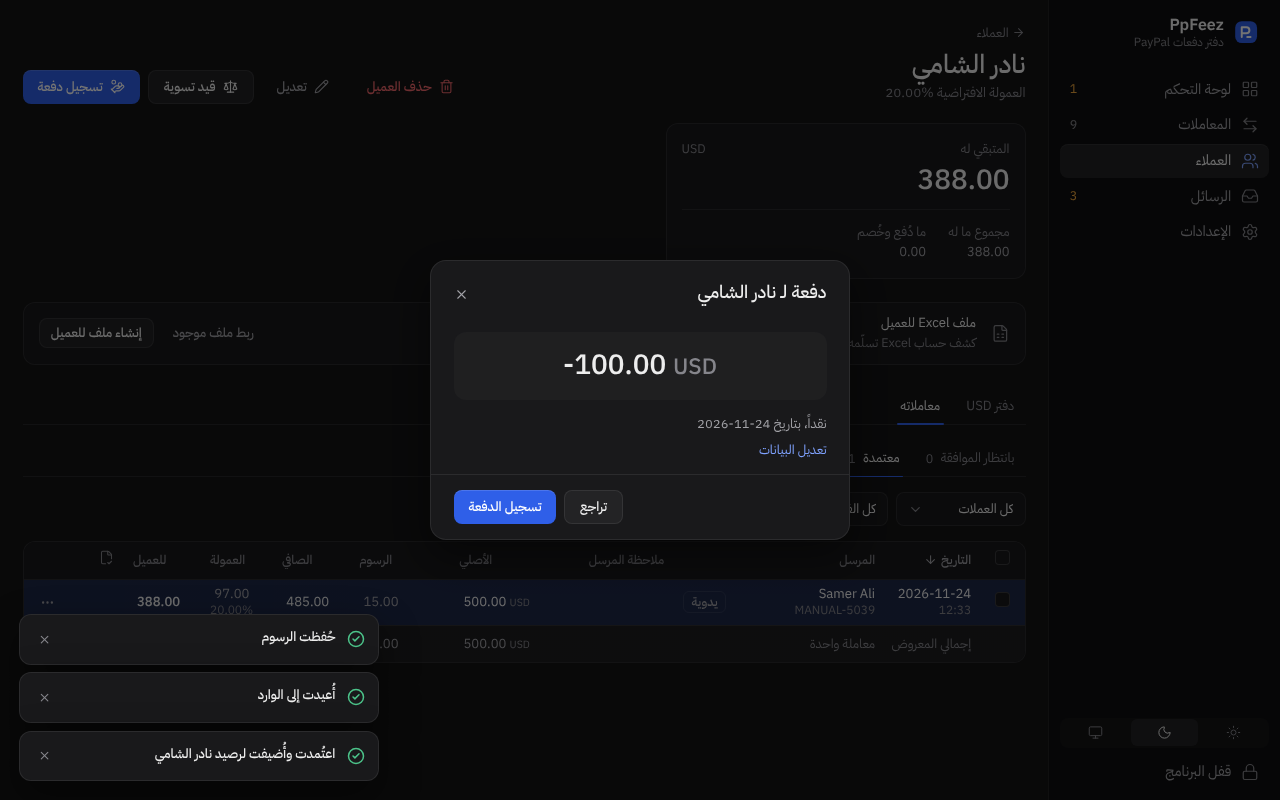 PpFeez
دفتر دفعات PayPal
لوحة التحكم 1
المعاملات 9
العملاء
الرسائل 3
الإعدادات
قفل البرنامج
العملاء
نادر الشامي
العمولة الافتراضية 20.00%
حذف العميل
تعديل
قيد تسوية
تسجيل دفعة
المتبقي له USD
388.00
مجموع ما له ما دُفع وخُصم
388.00 0.00
ملف Excel للعميل
كشف حساب Excel تسلّمه
ربط ملف موجود
إنشاء ملف للعميل
دفتر USD معاملاته
بانتظار الموافقة 0 معتمدة 1
كل العملات
التاريخ المرسل ملاحظة المرسل الأصلي الرسوم الصافي العمولة للعميل
2026-11-24 Samer Ali يدوية 500.00 USD 15.00 485.00 97.00 388.00
12:33 MANUAL-5039 20.00%
إجمالي المعروض معاملة واحدة 500.00 USD
دفعة لـ نادر الشامي
-100.00 USD
نقداً، بتاريخ 24-11-2026
تعديل البيانات
تراجع
تسجيل الدفعة
حُفظت الرسوم
أُعيدت إلى الوارد
اعتُمدت وأُضيفت لرصيد نادر الشامي